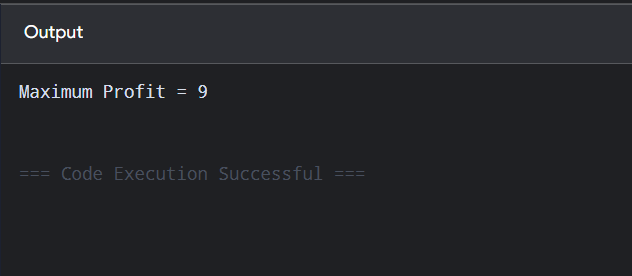 Output
Maximum Profit = 9
=== Code Execution Successful ===